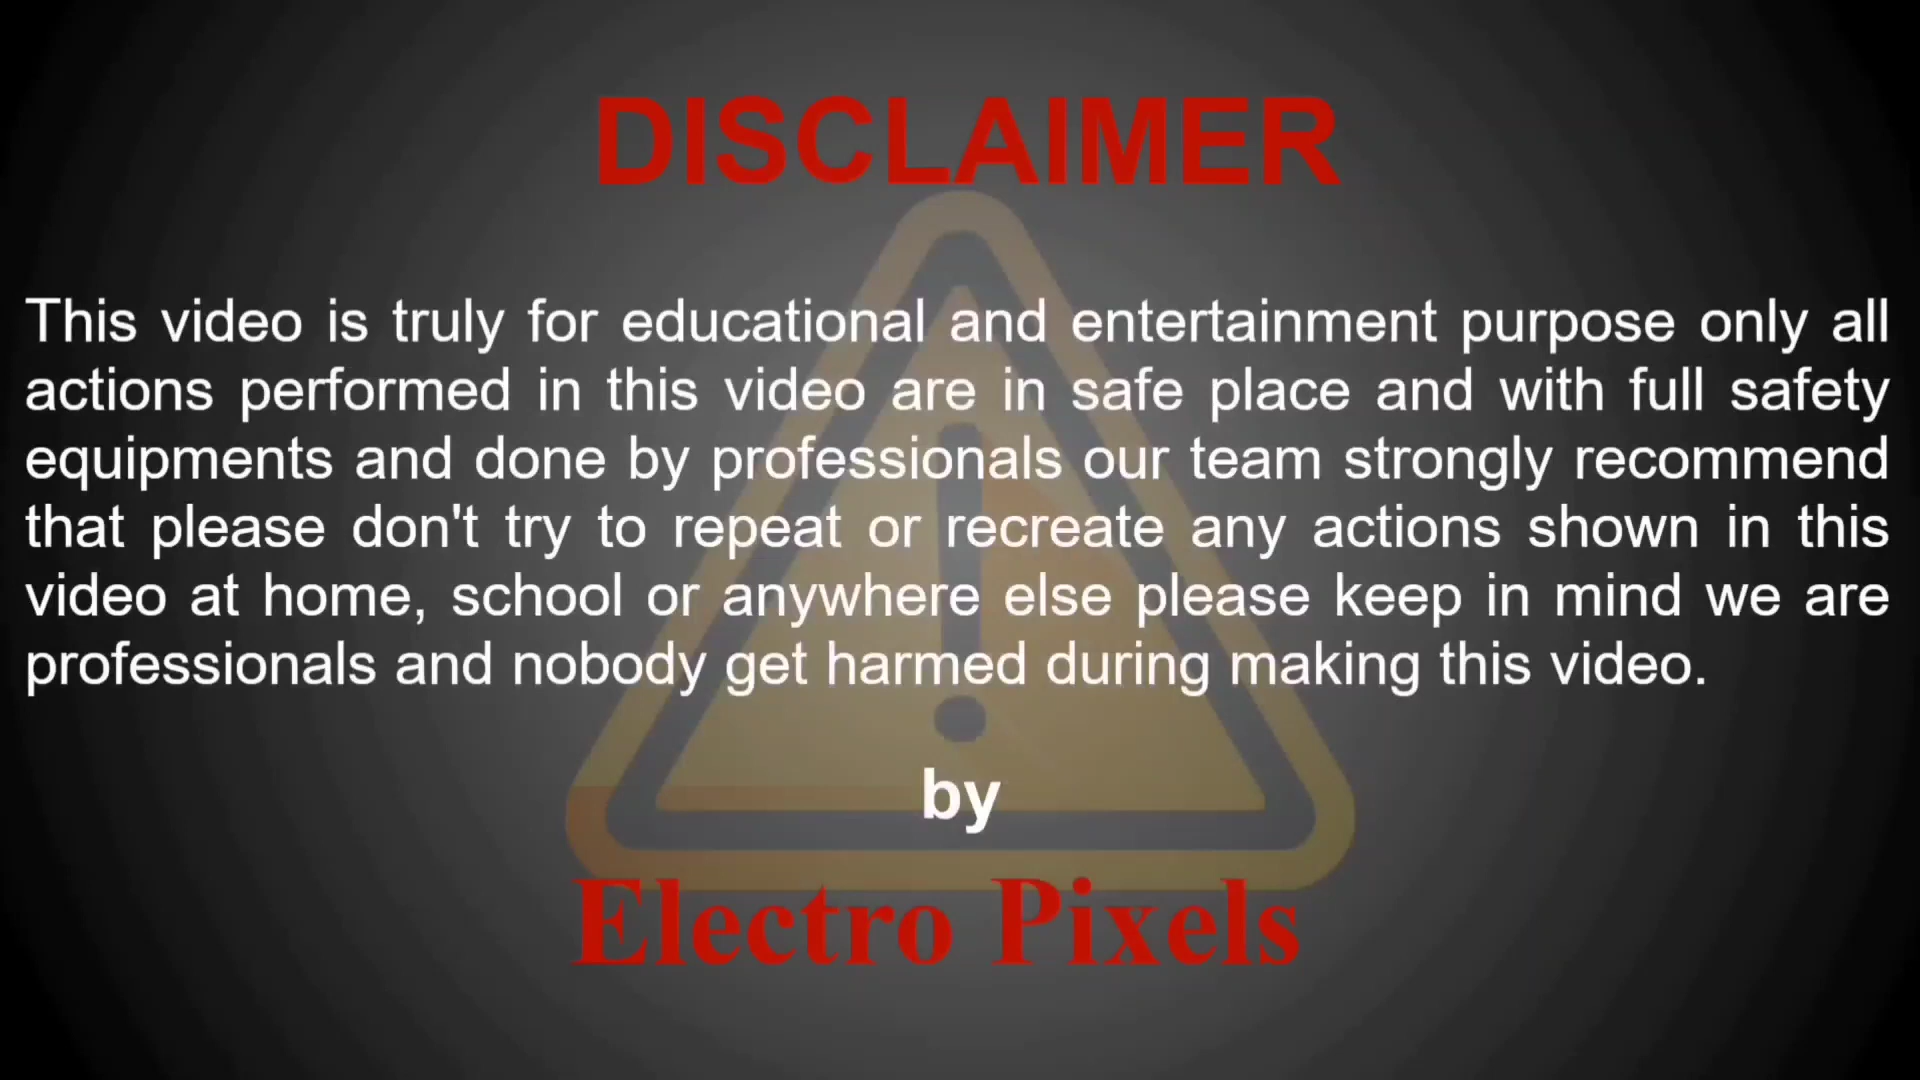 DISCLAIMER
This video is truly for educational and entertainment purpose only all
actions performed in this video are in safe place and with full safety
equipments and done by professionals our team strongly recommend
that please don't try to repeat or recreate any actions shown in this
video at home, school or anywhere else please keep in mind we are
professionals and nobody get harmed during making this video.
by
Electro Pixels